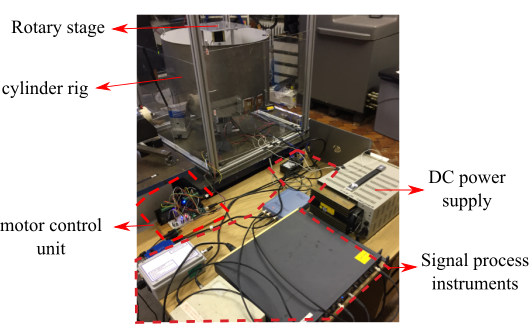 Rotary stage
cylinder rig
motor control
unit
DC power
supply
Signal process
instruments